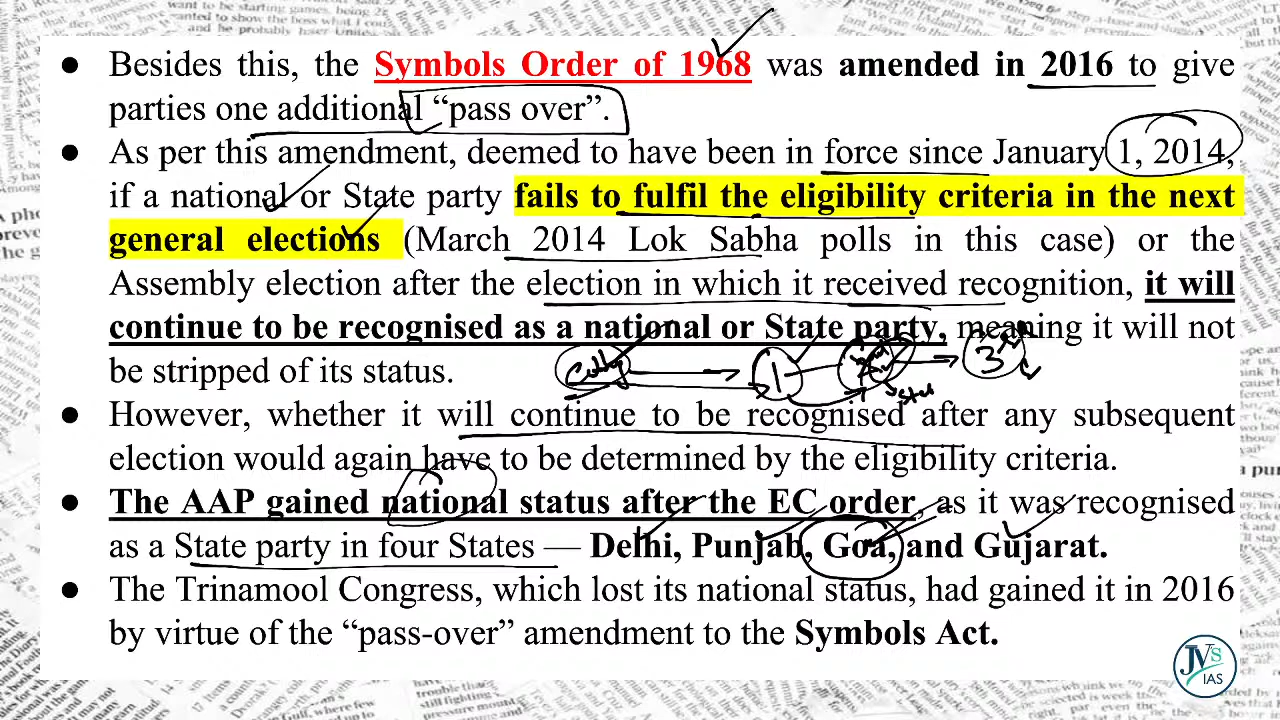 ● Besides this, the Symbols Order of 1968 was amended in 2016 to give
parties one additional “pass over”.
● As per this amendment, deemed to have been in force since January 1, 2014,
if a national or State party fails to fulfil the eligibility criteria in the next
general elections (March 2014 Lok Sabha polls in this case) or the
Assembly election after the election in which it received recognition, it will
continue to be recognised as a national or State party, meaning it will not
be stripped of its status.
1 3
● However, whether it will continue to be recognised after any subsequent
election would again have to be determined by the eligibility criteria.
● The AAP gained national status after the EC order, as it was recognised
as a State party in four States — Delhi, Punjab, Goa, and Gujarat.
● The Trinamool Congress, which lost its national status, had gained it in 2016
by virtue of the “pass-over” amendment to the Symbols Act.
JVS
IAS